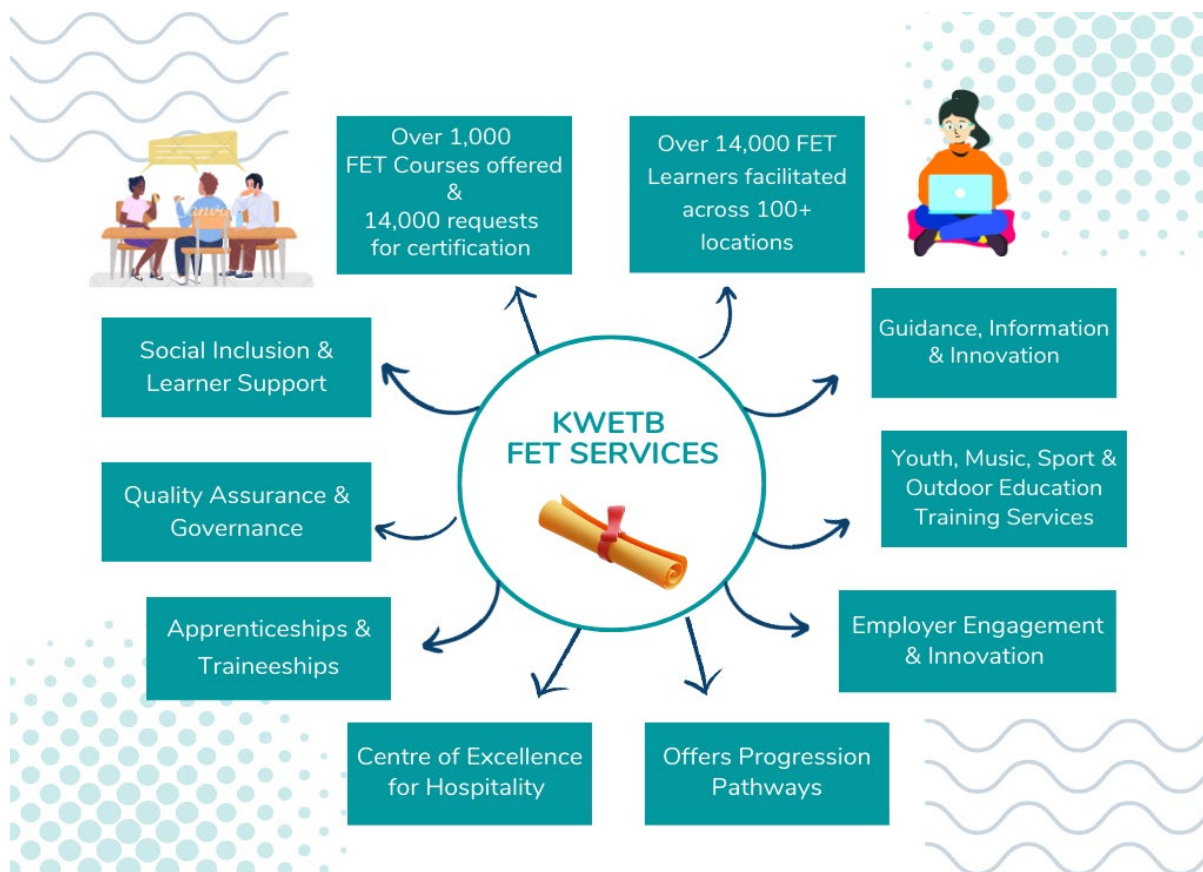 Over 1,000
FET Courses offered
&
14,000 requests
for certification
Over 14,000 FET
Learners facilitated
across 100+
locations
Social Inclusion &
Learner Support
Guidance, Information
& Innovation
KWETB
FET SERVICES
Quality Assurance &
Governance
Youth, Music, Sport &
Outdoor Education
Training Services
Apprenticeships &
Traineeships
Employer Engagement
& Innovation
Centre of Excellence
for Hospitality
Offers Progression
Pathways